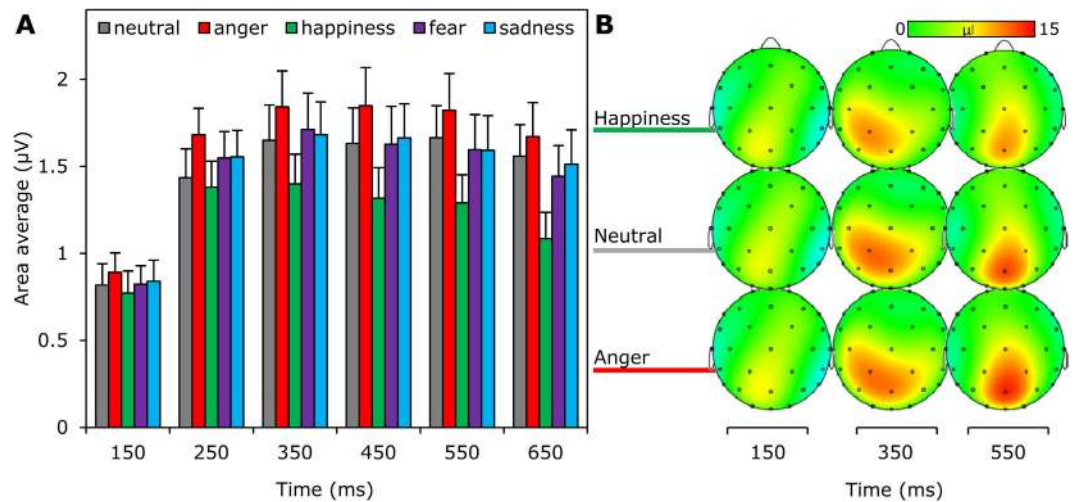 A
neutral anger happiness fear sadness
Area average (µV)
2
1.5
1
0.5
0
150 250 350 450 550 650
Time (ms)
B
0 µ 15
Happiness
Neutral
Anger
150 350 550
Time (ms)